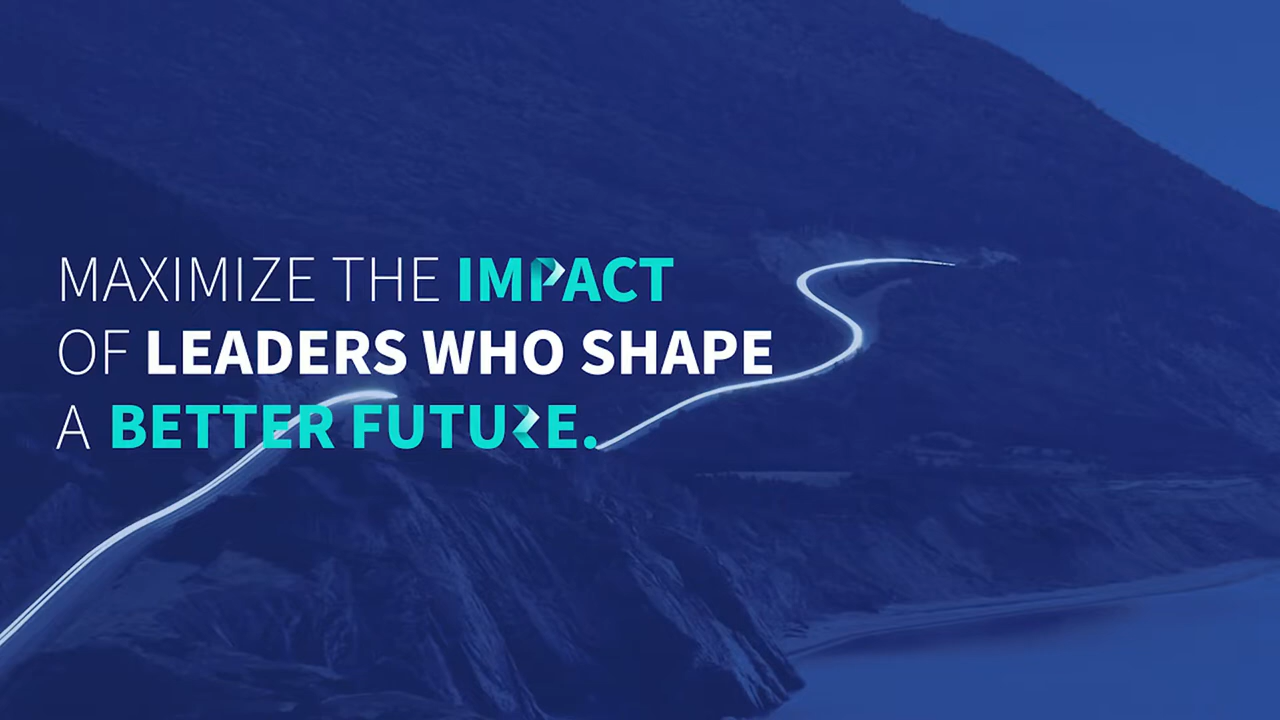 MAXIMIZE THE IMPACT
OF LEADERS WHO SHAPE
A BETTER FUTURE.